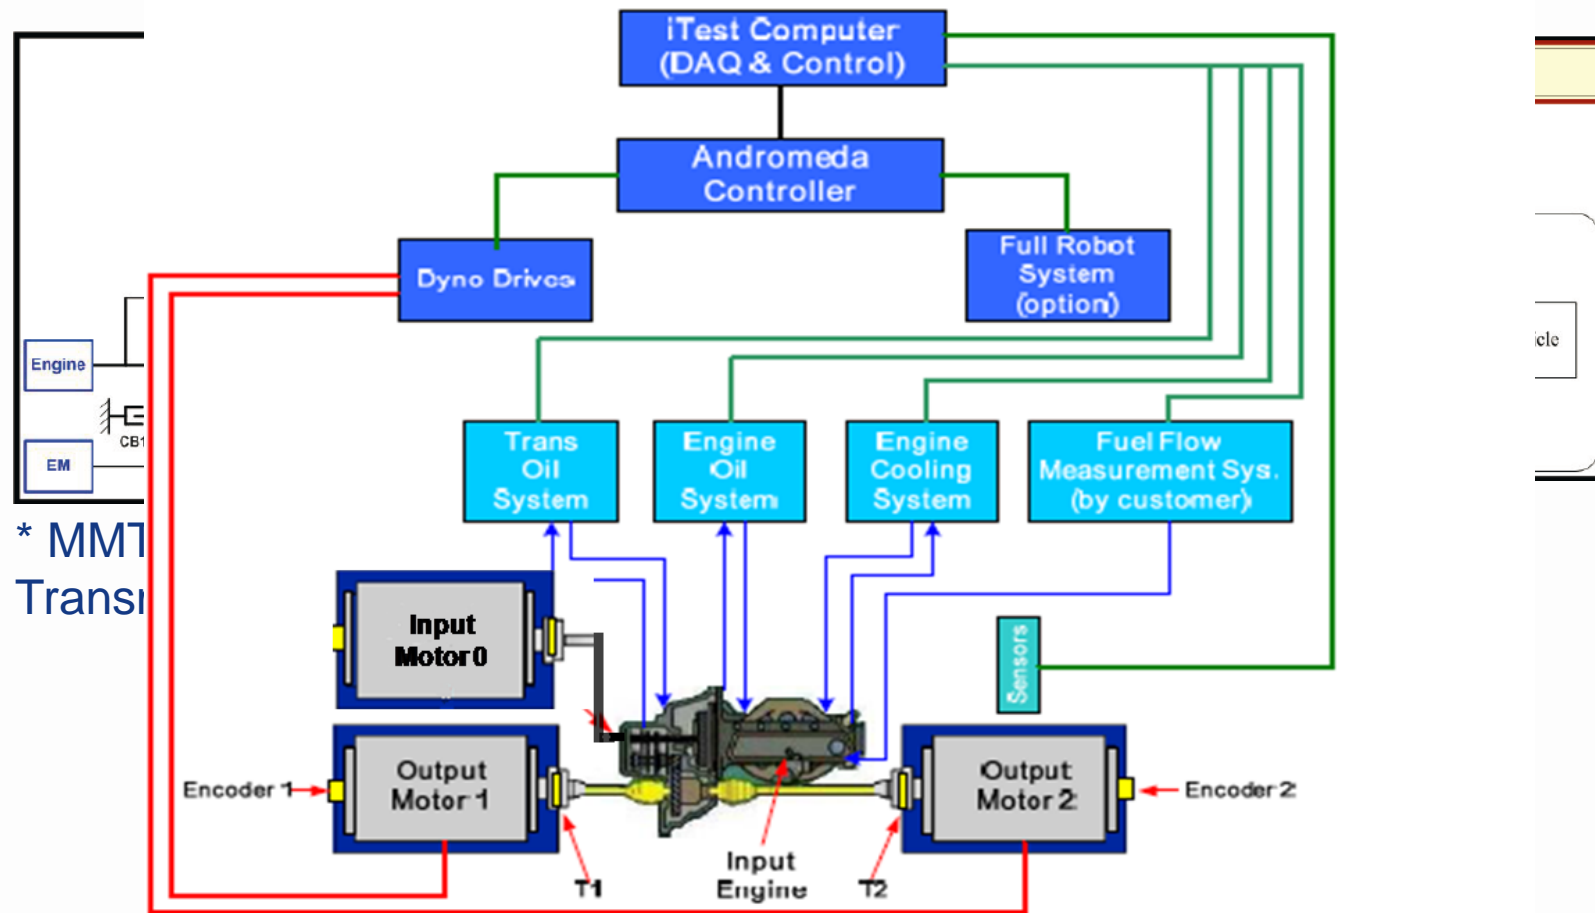 iTest Computer
(DAQ & Control)
Andromeda
Controller
Full Robot
System
(option)
Dyno Drives
Engine
CB1
EM
Trans
Oil
System
Engine
Oil
System
Engine
Cooling
System
Fuel Flow
Measurement Sys.
(by customer)
* MMT
Input
Motor 0
Sensors
Output
Motor 1
Output
Motor 2
Encoder 1
Encoder 2
Input
Engine
T1
T2